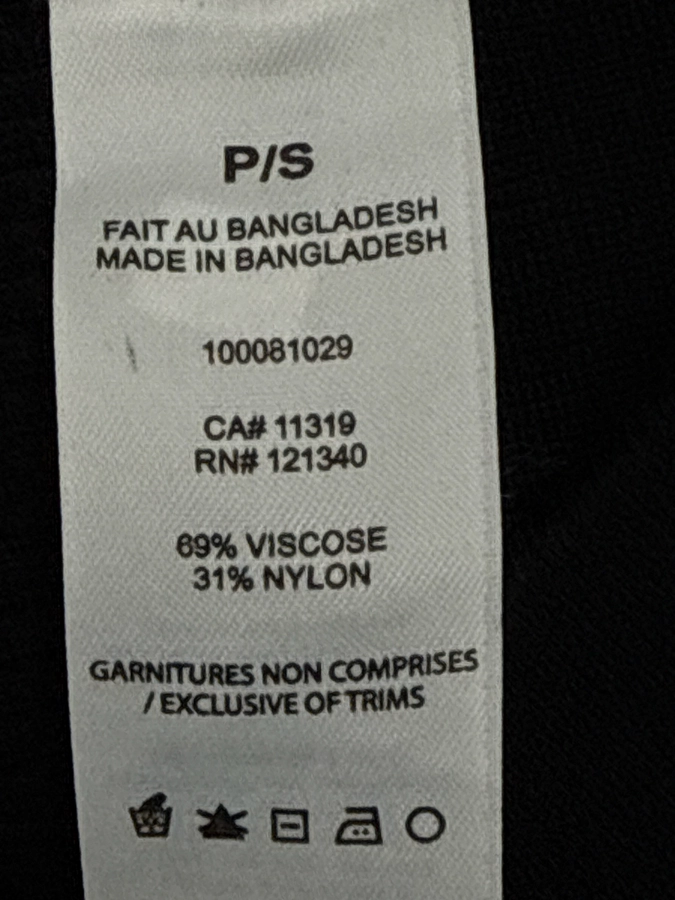 P/S
FAIT AU BANGLADESH
MADE IN BANGLADESH
100081029
CA# 11319
RN# 121340
69% VISCOSE
31% NYLON
GARNITURES NON COMPRISES
/ EXCLUSIVE OF TRIMS